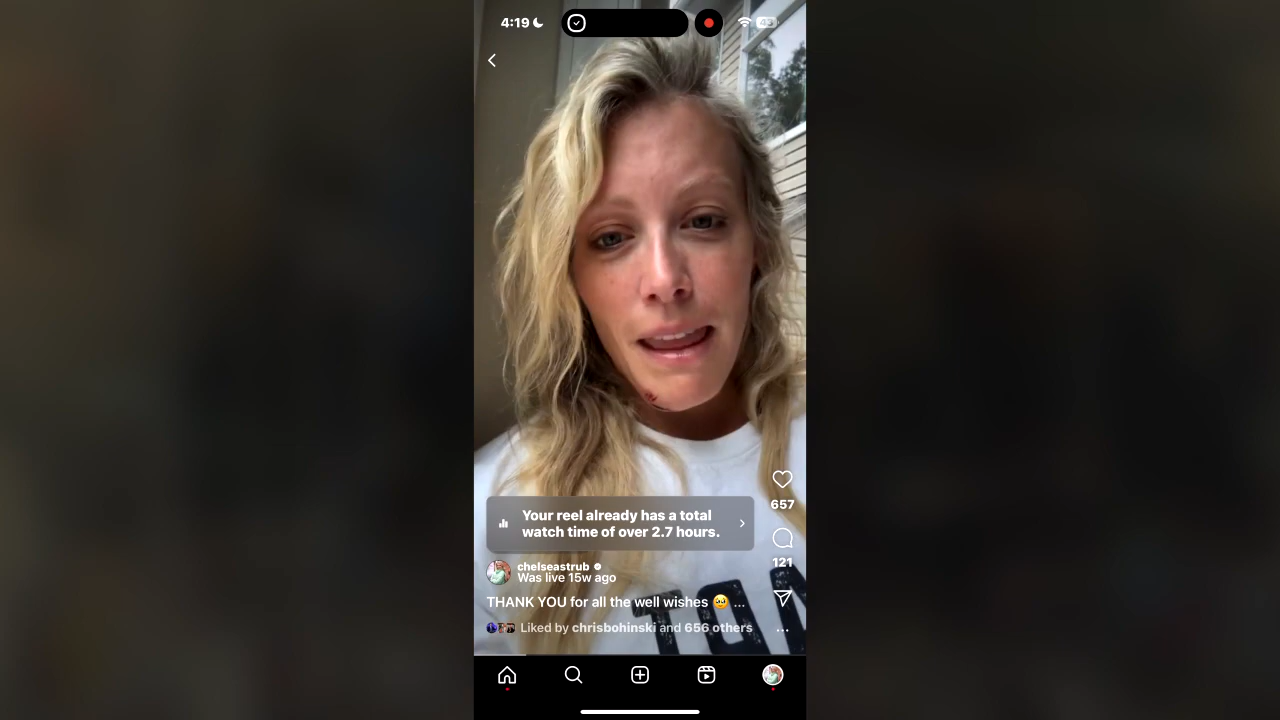 4:19
43
657
Your reel already has a total
watch time of over 2.7 hours.
chelseastrub
Was live 15w ago
121
THANK YOU for all the well wishes 🥹 ...
Liked by chrisbohinski and 656 others